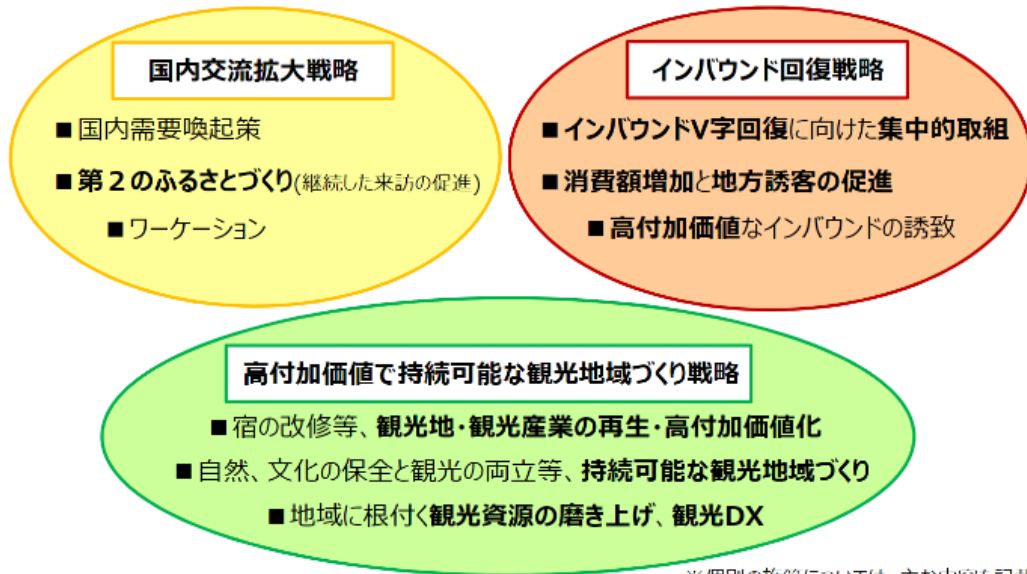 国内交流拡大戦略
■国内需要喚起策
■第2のふるさとづくり(継続した来訪の促進)
■ワーケーション
インバウンド回復戦略
■インバウンドV字回復に向けた集中的取組
■消費額増加と地方誘客の促進
■高付加価値なインバウンドの誘致
高付加価値で持続可能な観光地域づくり戦略
■宿の改修等、観光地・観光産業の再生・高付加価値化
■自然、文化の保全と観光の両立等、持続可能な観光地域づくり
■地域に根付く観光資源の磨き上げ、観光DX